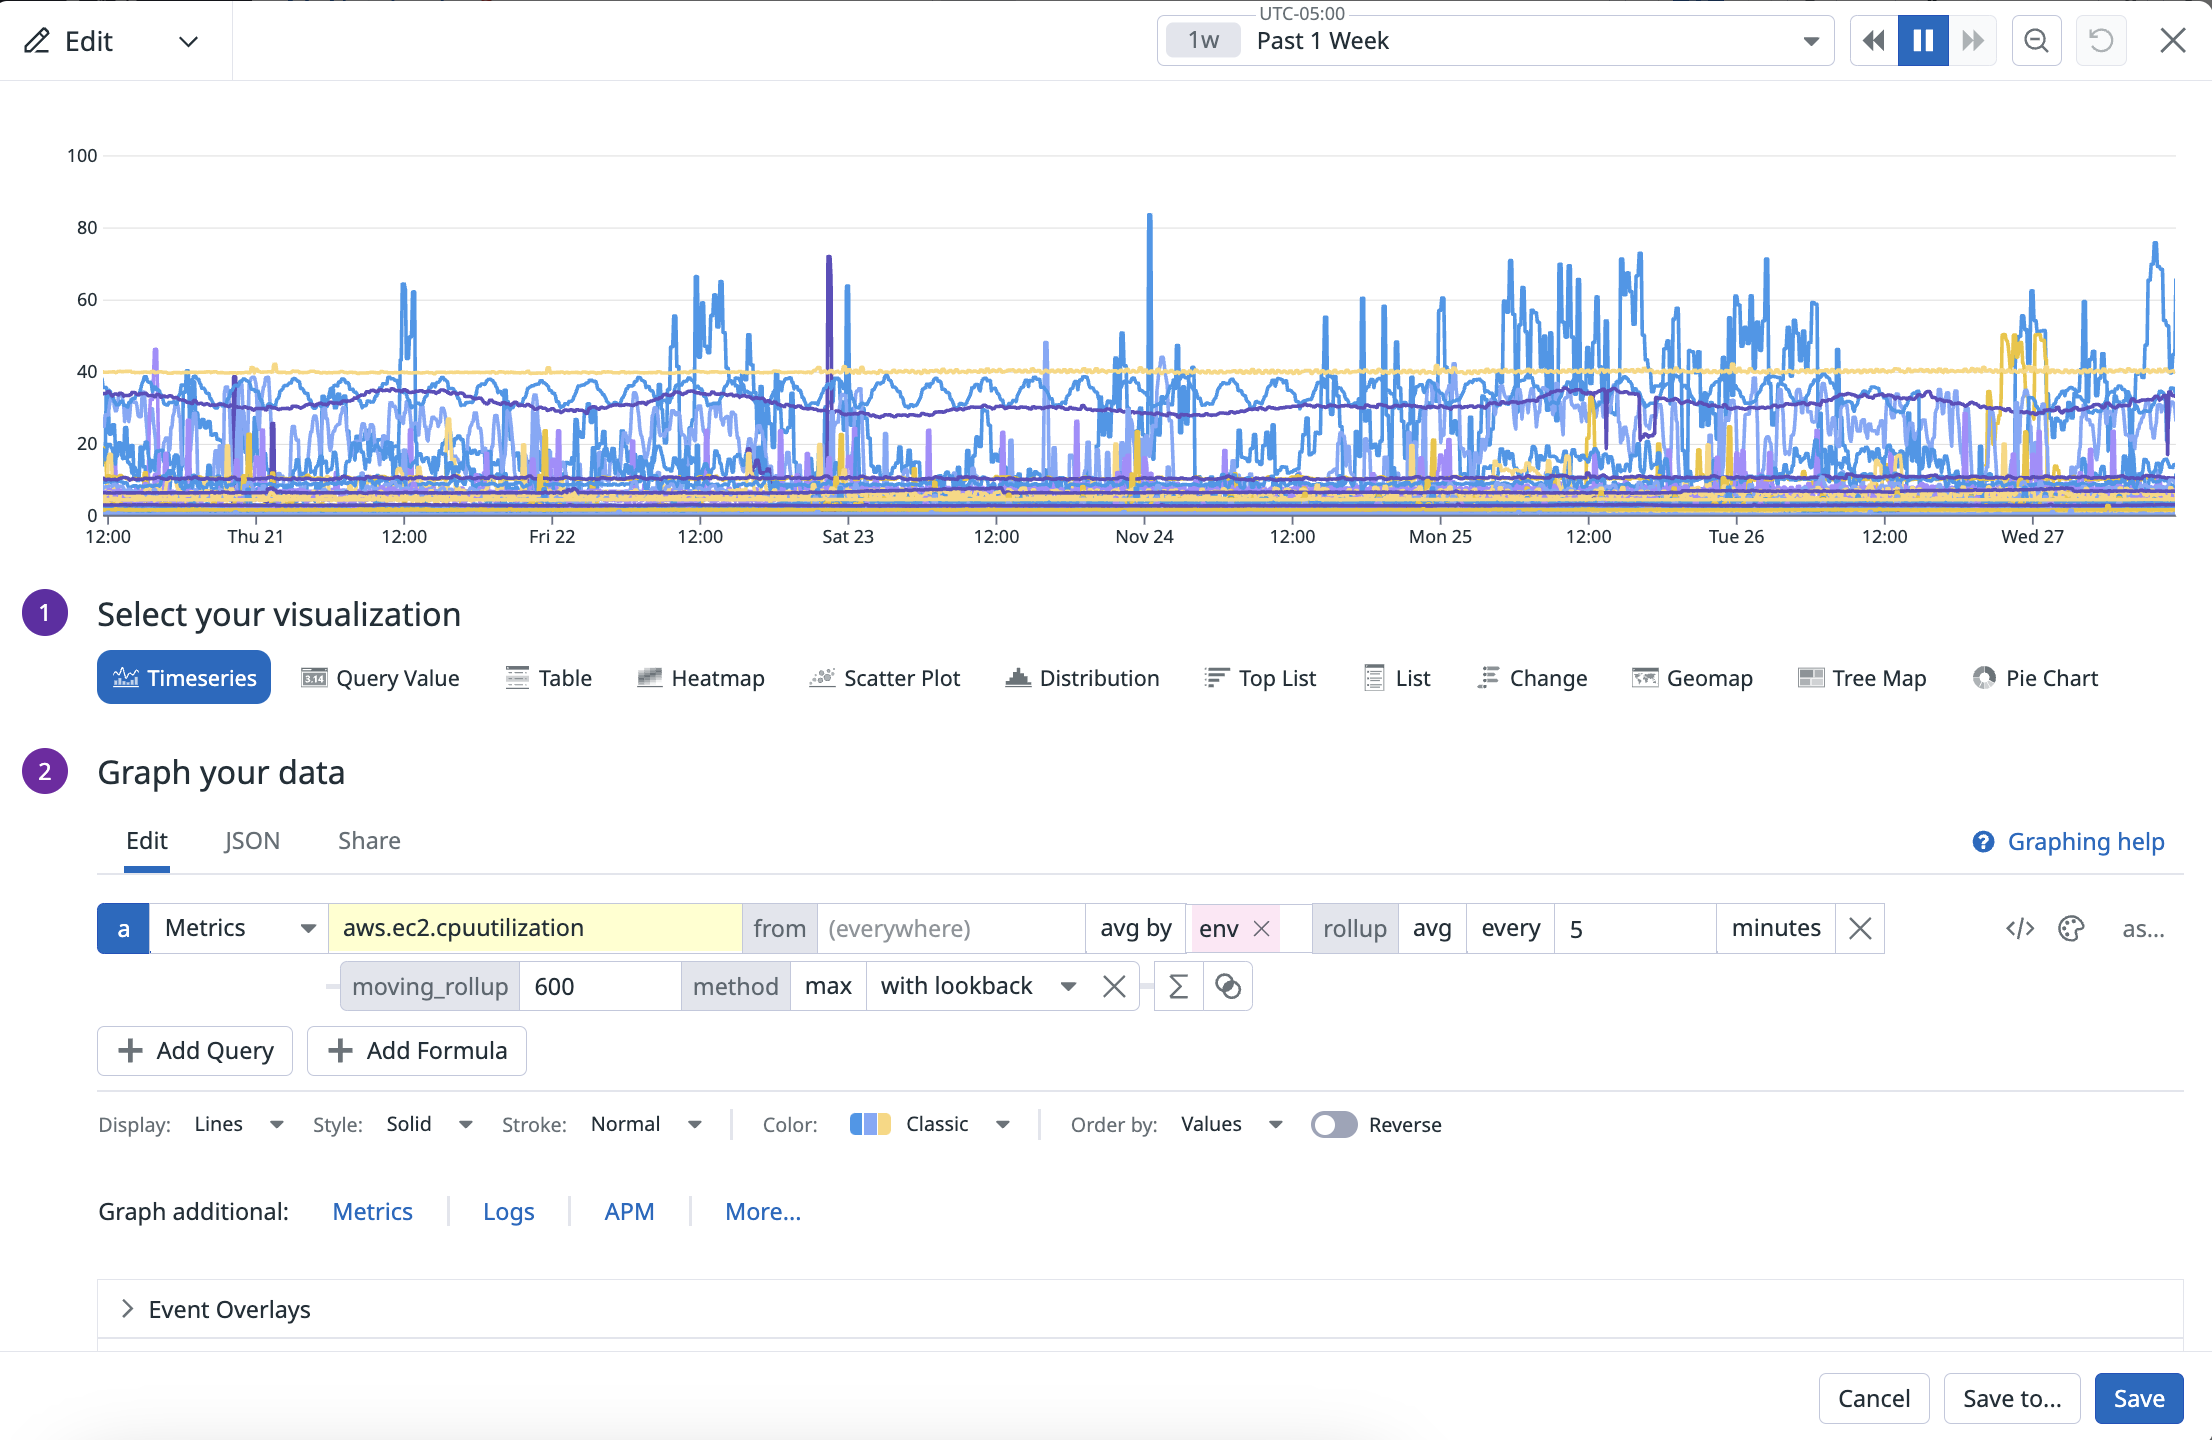 Edit
UTC-05:00
1w Past 1 Week
100
80
60
40
20
0
12:00 Thu 21 12:00 Fri 22 12:00 Sat 23 12:00 Nov 24 12:00 Mon 25 12:00 Tue 26 12:00 Wed 27
1 Select your visualization
Timeseries 3.14 Query Value Table Heatmap Scatter Plot Distribution Top List List Change Geomap Tree Map Pie Chart
2 Graph your data
Edit JSON Share ? Graphing help
a Metrics aws.ec2.cpuutilization from (everywhere) avg by env rollup avg every 5 minutes </> as...
moving_rollup 600 method max with lookback Σ
Add Query Add Formula
Display: Lines Style: Solid Stroke: Normal Color: Classic Order by: Values Reverse
Graph additional: Metrics Logs APM More...
Event Overlays
Cancel Save to... Save